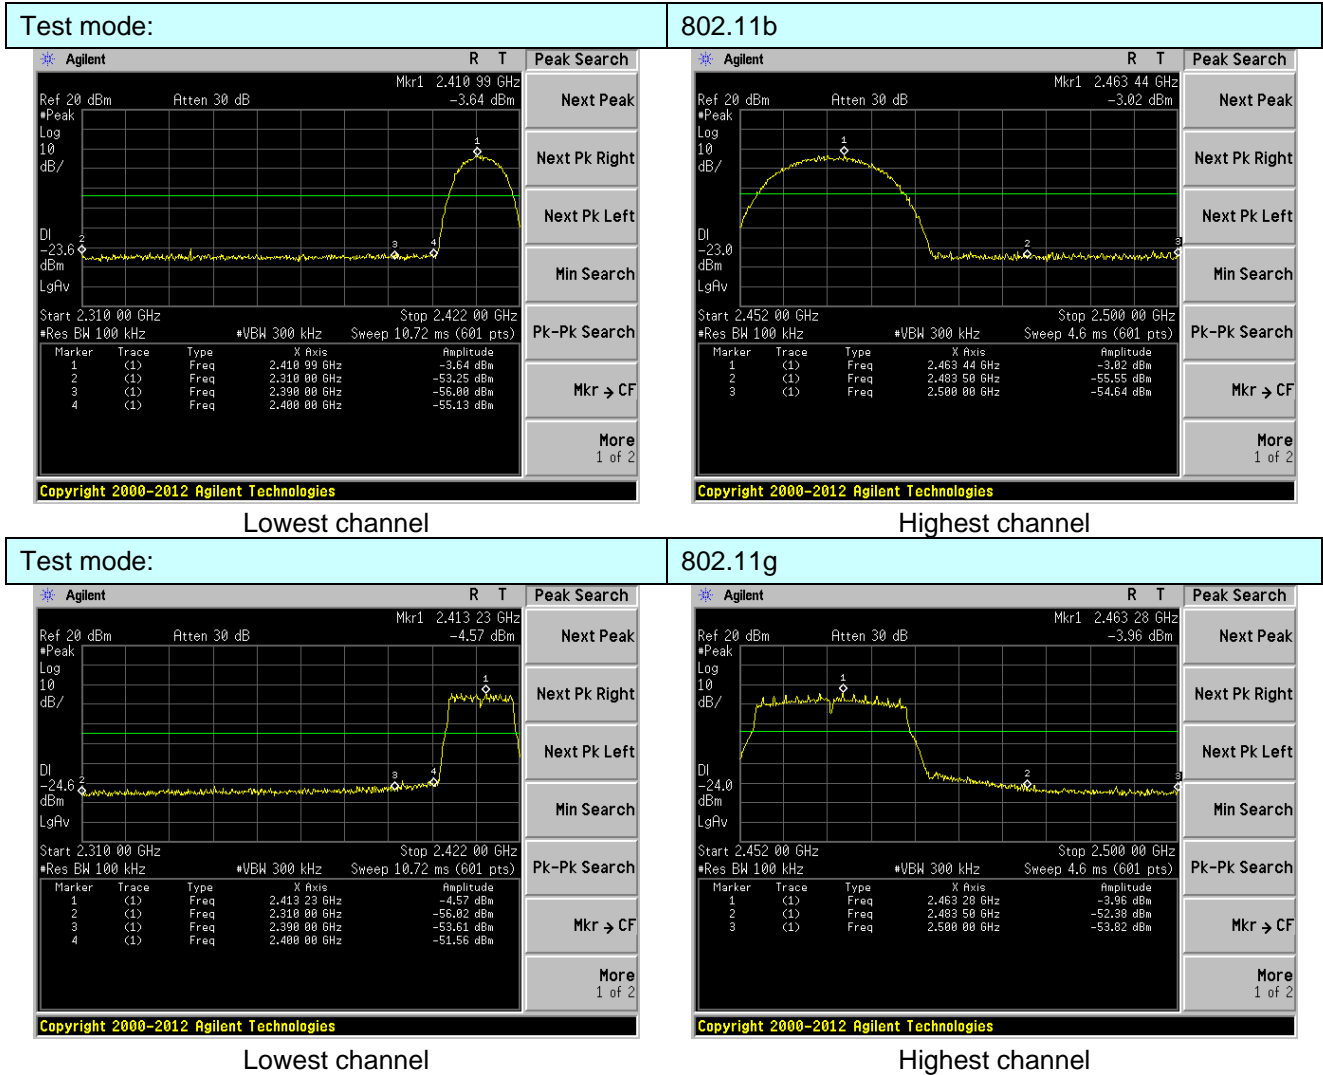 Test mode: 802.11b
Agilent R T Peak Search
Mkr1 2.410 99 GHz
Ref 20 dBm Atten 30 dB -3.64 dBm
#Peak
Log
10
dB/
1
DI
-23.6
dBm
LgAv
2 3 4
Start 2.310 00 GHz Stop 2.422 00 GHz
#Res BW 100 kHz #VBW 300 kHz Sweep 10.72 ms (601 pts)
Marker Trace Type X Axis Amplitude
1 (1) Freq 2.410 99 GHz -3.64 dBm
2 (1) Freq 2.310 00 GHz -53.25 dBm
3 (1) Freq 2.390 00 GHz -56.00 dBm
4 (1) Freq 2.400 00 GHz -55.13 dBm
Next Peak
Next Pk Right
Next Pk Left
Min Search
Pk-Pk Search
Mkr → CF
More
1 of 2
Copyright 2000-2012 Agilent Technologies
Lowest channel
Agilent R T Peak Search
Mkr1 2.463 44 GHz
Ref 20 dBm Atten 30 dB -3.02 dBm
#Peak
Log
10
dB/
1
DI
-23.0
dBm
LgAv
2 3
Start 2.452 00 GHz Stop 2.500 00 GHz
#Res BW 100 kHz #VBW 300 kHz Sweep 4.6 ms (601 pts)
Marker Trace Type X Axis Amplitude
1 (1) Freq 2.463 44 GHz -3.02 dBm
2 (1) Freq 2.483 50 GHz -55.55 dBm
3 (1) Freq 2.500 00 GHz -54.64 dBm
Next Peak
Next Pk Right
Next Pk Left
Min Search
Pk-Pk Search
Mkr → CF
More
1 of 2
Copyright 2000-2012 Agilent Technologies
Highest channel
Test mode: 802.11g
Agilent R T Peak Search
Mkr1 2.413 23 GHz
Ref 20 dBm Atten 30 dB -4.57 dBm
#Peak
Log
10
dB/
1
DI
-24.6
dBm
LgAv
2 3 4
Start 2.310 00 GHz Stop 2.422 00 GHz
#Res BW 100 kHz #VBW 300 kHz Sweep 10.72 ms (601 pts)
Marker Trace Type X Axis Amplitude
1 (1) Freq 2.413 23 GHz -4.57 dBm
2 (1) Freq 2.310 00 GHz -56.02 dBm
3 (1) Freq 2.390 00 GHz -53.61 dBm
4 (1) Freq 2.400 00 GHz -51.56 dBm
Next Peak
Next Pk Right
Next Pk Left
Min Search
Pk-Pk Search
Mkr → CF
More
1 of 2
Copyright 2000-2012 Agilent Technologies
Lowest channel
Agilent R T Peak Search
Mkr1 2.463 28 GHz
Ref 20 dBm Atten 30 dB -3.96 dBm
#Peak
Log
10
dB/
1
DI
-24.0
dBm
LgAv
2 3
Start 2.452 00 GHz Stop 2.500 00 GHz
#Res BW 100 kHz #VBW 300 kHz Sweep 4.6 ms (601 pts)
Marker Trace Type X Axis Amplitude
1 (1) Freq 2.463 28 GHz -3.96 dBm
2 (1) Freq 2.483 50 GHz -52.38 dBm
3 (1) Freq 2.500 00 GHz -53.82 dBm
Next Peak
Next Pk Right
Next Pk Left
Min Search
Pk-Pk Search
Mkr → CF
More
1 of 2
Copyright 2000-2012 Agilent Technologies
Highest channel